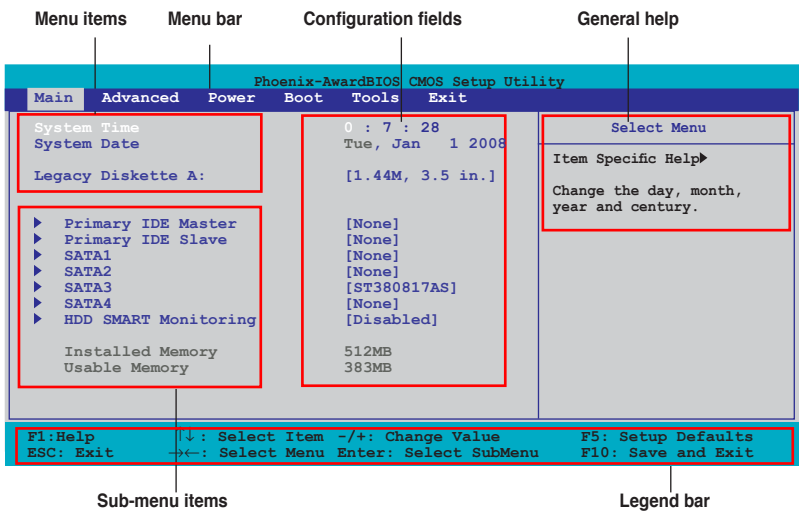 Menu items Menu bar Configuration fields General help
Phoenix-AwardBIOS CMOS Setup Utility
Main Advanced Power Boot Tools Exit
System Time 0 : 7 : 28
System Date Tue, Jan 1 2008
Legacy Diskette A: [1.44M, 3.5 in.]
Primary IDE Master [None]
Primary IDE Slave [None]
SATA1 [None]
SATA2 [None]
SATA3 [ST380817AS]
SATA4 [None]
HDD SMART Monitoring [Disabled]
Installed Memory 512MB
Usable Memory 383MB
Select Menu
Item Specific Help
Change the day, month,
year and century.
F1:Help ↑↓: Select Item -/+: Change Value F5: Setup Defaults
ESC: Exit →←: Select Menu Enter: Select SubMenu F10: Save and Exit
Sub-menu items Legend bar